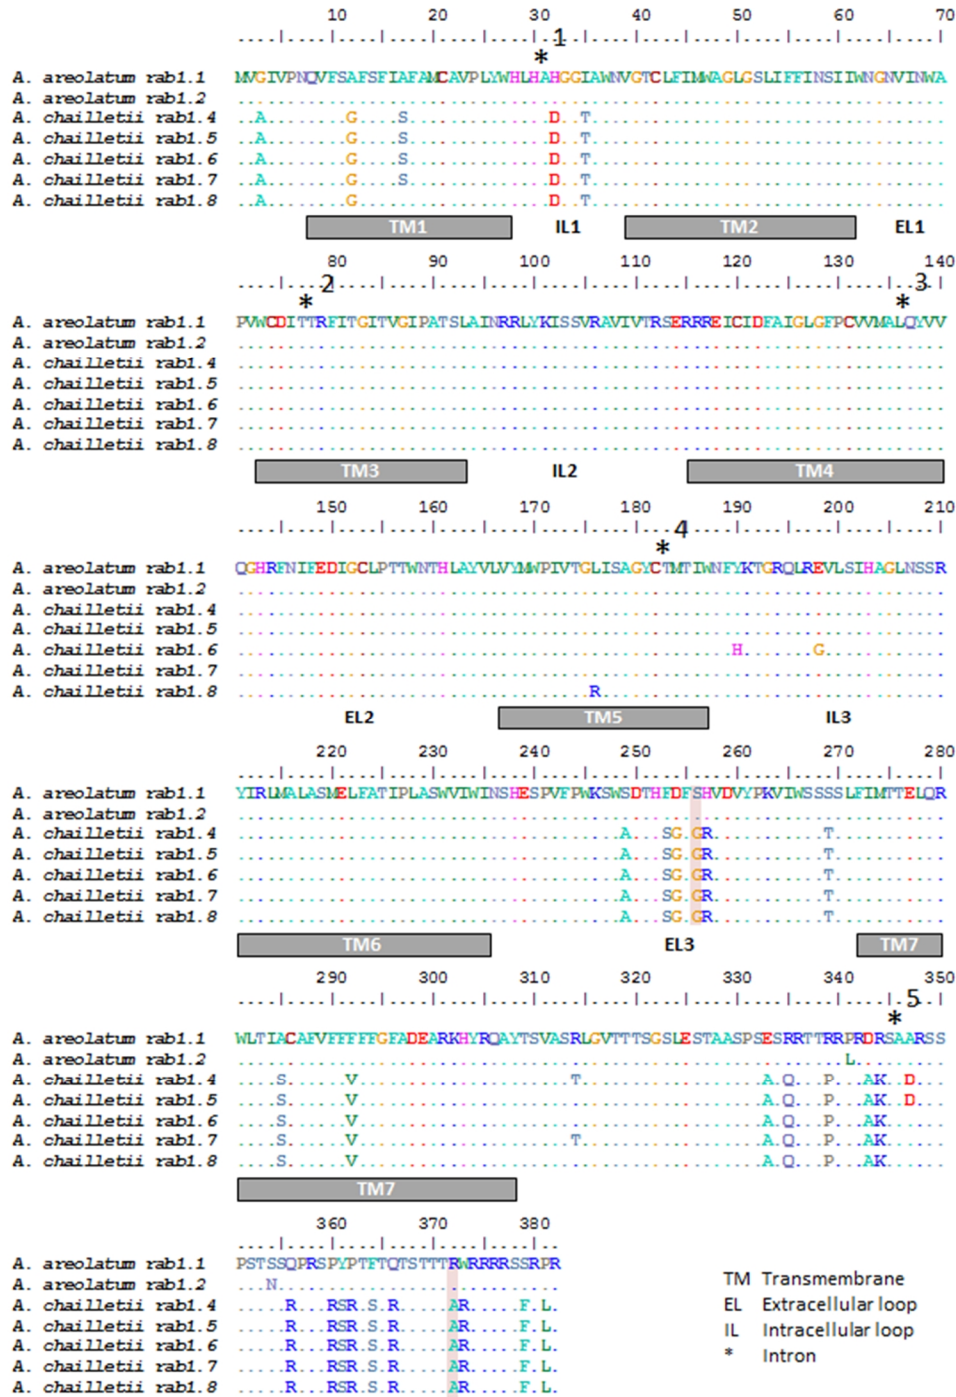 10 20 30 40 50 60 70
....|....|....|....|....|....|....|....|....|....|....|....|....|....|
* 1
A. areolatum rab1.1 MVGIVPNQVFSAFSFIAFAMCAVPLYWHLHAHGGIAWNVGTCLFIMWAGLGSLIFFINSIIWNGNVINWA
A. areolatum rab1.2 ......................................................................
A. chailletii rab1.4 ..A........G....S..............D..T...................................
A. chailletii rab1.5 ..A........G....S..............D..T...................................
A. chailletii rab1.6 ..A........G...................D..T...................................
A. chailletii rab1.7 ..A........G....S..............D..T...................................
A. chailletii rab1.8 ..A........G...................D..T...................................
TM1 IL1 TM2 EL1
80 90 100 110 120 130 140
....|....|....|....|....|....|....|....|....|....|....|....|....|....|
* 2 * 3
A. areolatum rab1.1 PVWCDITTRFITGITVGIPATSLAINRRLYKISSVRAVIVTRSERRREICIDFAIGLGFPCVVMALQYVV
A. areolatum rab1.2 ......................................................................
A. chailletii rab1.4 ......................................................................
A. chailletii rab1.5 ......................................................................
A. chailletii rab1.6 ......................................................................
A. chailletii rab1.7 ......................................................................
A. chailletii rab1.8 ......................................................................
TM3 IL2 TM4
150 160 170 180 190 200 210
....|....|....|....|....|....|....|....|....|....|....|....|....|....|
* 4
A. areolatum rab1.1 QGHRFNIFEDIGCLPTTWNTHLAYVLVYMWPIVTGLISAGYCTMTIWNFYKTGRQLREVLSIHAGLNSSR
A. areolatum rab1.2 ......................................................................
A. chailletii rab1.4 ......................................................................
A. chailletii rab1.5 ......................................................................
A. chailletii rab1.6 .................................................H.......G............
A. chailletii rab1.7 ......................................................................
A. chailletii rab1.8 ...................................R..................................
EL2 TM5 IL3
220 230 240 250 260 270 280
....|....|....|....|....|....|....|....|....|....|....|....|....|....|
A. areolatum rab1.1 YIRLMALASMELFATIPLASWVIWINSHESPVFPWKSWSDTHFDFSHVDVYPKVIWSSSSLFIMTTELQR
A. areolatum rab1.2 ......................................................................
A. chailletii rab1.4 ......................................A...SG.GR...........T...........
A. chailletii rab1.5 ......................................A...SG.GR...........T...........
A. chailletii rab1.6 ......................................A...SG.GR...........T...........
A. chailletii rab1.7 ......................................A...SG.GR...........T...........
A. chailletii rab1.8 ......................................A...SG.GR...........T...........
TM6 EL3 TM7
290 300 310 320 330 340 350
....|....|....|....|....|....|....|....|....|....|....|....|....|....|
* 5
A. areolatum rab1.1 WLTIACAFVFFFFFGFADEARKHYRQAYTSVASRLGVTTTSGSLESTAASPSESRRTTRRPRDRSAARSS
A. areolatum rab1.2 ............................................................L.........
A. chailletii rab1.4 ....S......V.....................T..................A.Q...P...AK..D...
A. chailletii rab1.5 ....S......V........................................A.Q...P...AK..D...
A. chailletii rab1.6 ....S......V........................................A.Q...P...AK......
A. chailletii rab1.7 ....S......V.....................T..................A.Q...P...AK......
A. chailletii rab1.8 ....S......V........................................A.Q...P...AK......
TM7
360 370 380
....|....|....|....|....|....|..
A. areolatum rab1.1 PSTSSQPRSPYPTFTQTSTTTRWRRRRSSRPR
A. areolatum rab1.2 ...N............................
A. chailletii rab1.4 .....R...RSR.S.R.....AR.....F.L.
A. chailletii rab1.5 .....R...RSR.S.R.....AR.....F.L.
A. chailletii rab1.6 .....R...RSR.S.R.....AR.....F.L.
A. chailletii rab1.7 .....R...RSR.S.R.....AR.....F.L.
A. chailletii rab1.8 .....R...RSR.S.R.....AR.....F.L.
TM Transmembrane
EL Extracellular loop
IL Intracellular loop
* Intron